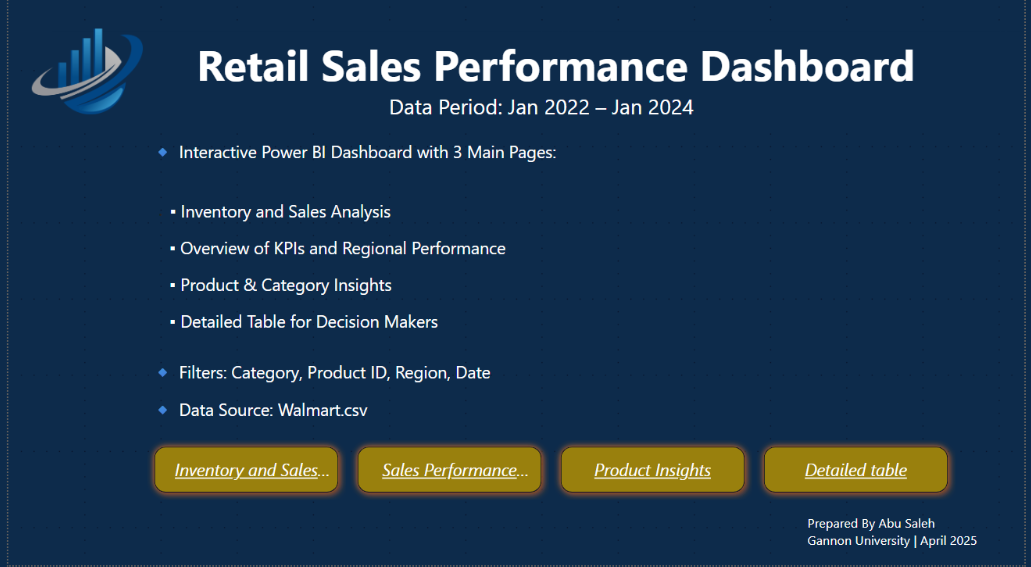 Retail Sales Performance Dashboard
Data Period: Jan 2022 – Jan 2024
◆ Interactive Power BI Dashboard with 3 Main Pages:
▪ Inventory and Sales Analysis
▪ Overview of KPIs and Regional Performance
▪ Product & Category Insights
▪ Detailed Table for Decision Makers
◆ Filters: Category, Product ID, Region, Date
◆ Data Source: Walmart.csv
Inventory and Sales...
Sales Performance...
Product Insights
Detailed table
Prepared By Abu Saleh
Gannon University | April 2025